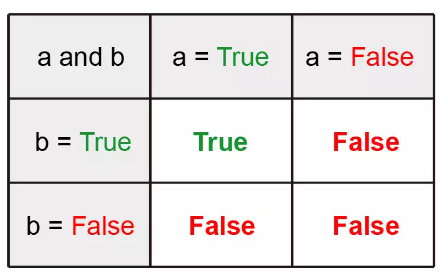 a and b a = True a = False
b = True True False
b = False False False